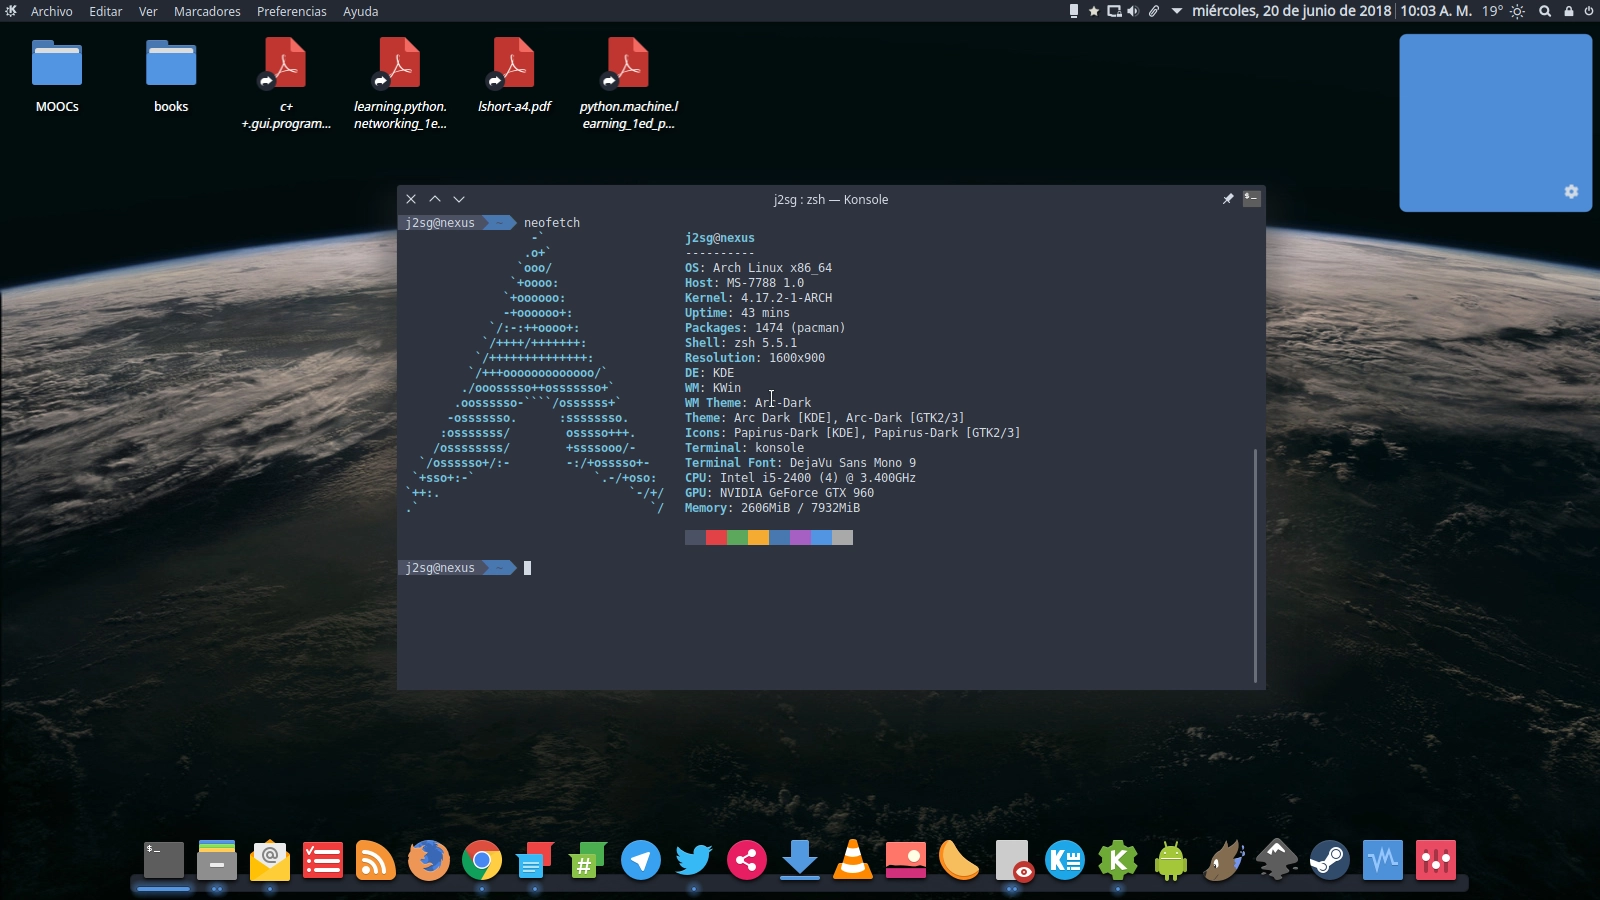 Archivo Editar Ver Marcadores Preferencias Ayuda
miércoles, 20 de junio de 2018 | 10:03 A. M. 19°
MOOCs
books
c+
+.gui.program...
learning.python.
networking_1e...
lshort-a4.pdf
python.machine.l
earning_1ed_p...
j2sg : zsh — Konsole
j2sg@nexus ~ neofetch
-`
.o+`
`ooo/
`+oooo:
`+oooooo:
-+oooooo+:
`/:-:++oooo+:
`/++++/+++++++:
`/++++++++++++++:
`/+++ooooooooooooo/`
./ooosssso++osssssso+`
.oossssso-````/ossssss+`
-osssssso.      :ssssssso.
:osssssss/        osssso+++.
/ossssssss/        +ssssooo/-
`/ossssso+/:-        -:/+osssso+-
`+sso+:-`                 `.-/+oso:
`++:.                           `-/+/
.`                                 `/
j2sg@nexus
----------
OS: Arch Linux x86_64
Host: MS-7788 1.0
Kernel: 4.17.2-1-ARCH
Uptime: 43 mins
Packages: 1474 (pacman)
Shell: zsh 5.5.1
Resolution: 1600x900
DE: KDE
WM: KWin
WM Theme: Arc-Dark
Theme: Arc Dark [KDE], Arc-Dark [GTK2/3]
Icons: Papirus-Dark [KDE], Papirus-Dark [GTK2/3]
Terminal: konsole
Terminal Font: DejaVu Sans Mono 9
CPU: Intel i5-2400 (4) @ 3.400GHz
GPU: NVIDIA GeForce GTX 960
Memory: 2606MiB / 7932MiB
j2sg@nexus ~